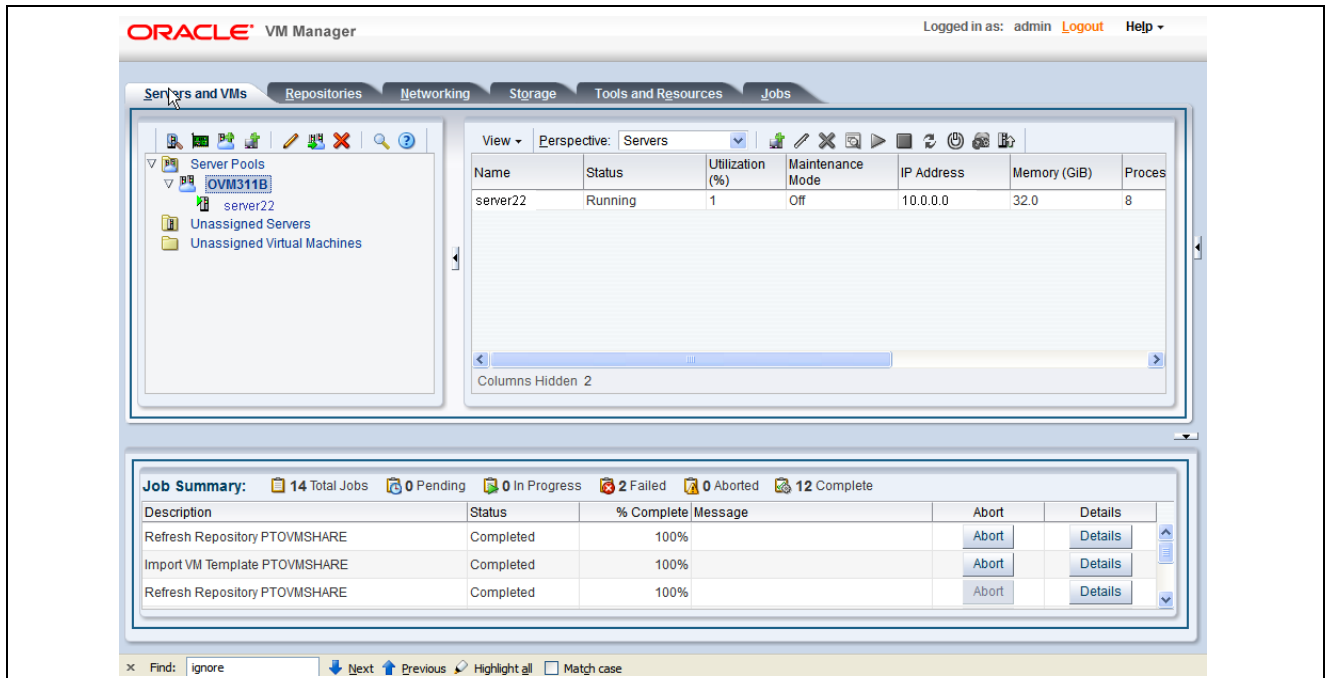 ORACLE VM Manager
Logged in as: admin Logout Help
Servers and VMs Repositories Networking Storage Tools and Resources Jobs
View Perspective: Servers
Server Pools
OVM311B
server22
Unassigned Servers
Unassigned Virtual Machines
Name Status Utilization (%) Maintenance Mode IP Address Memory (GiB) Proces
server22 Running 1 Off 10.0.0.0 32.0 8
Columns Hidden 2
Job Summary: 14 Total Jobs 0 Pending 0 In Progress 2 Failed 0 Aborted 12 Complete
Description Status % Complete Message Abort Details
Refresh Repository PTOVMSHARE Completed 100% Abort Details
Import VM Template PTOVMSHARE Completed 100% Abort Details
Refresh Repository PTOVMSHARE Completed 100% Abort Details
× Find: ignore Next Previous Highlight all Match case